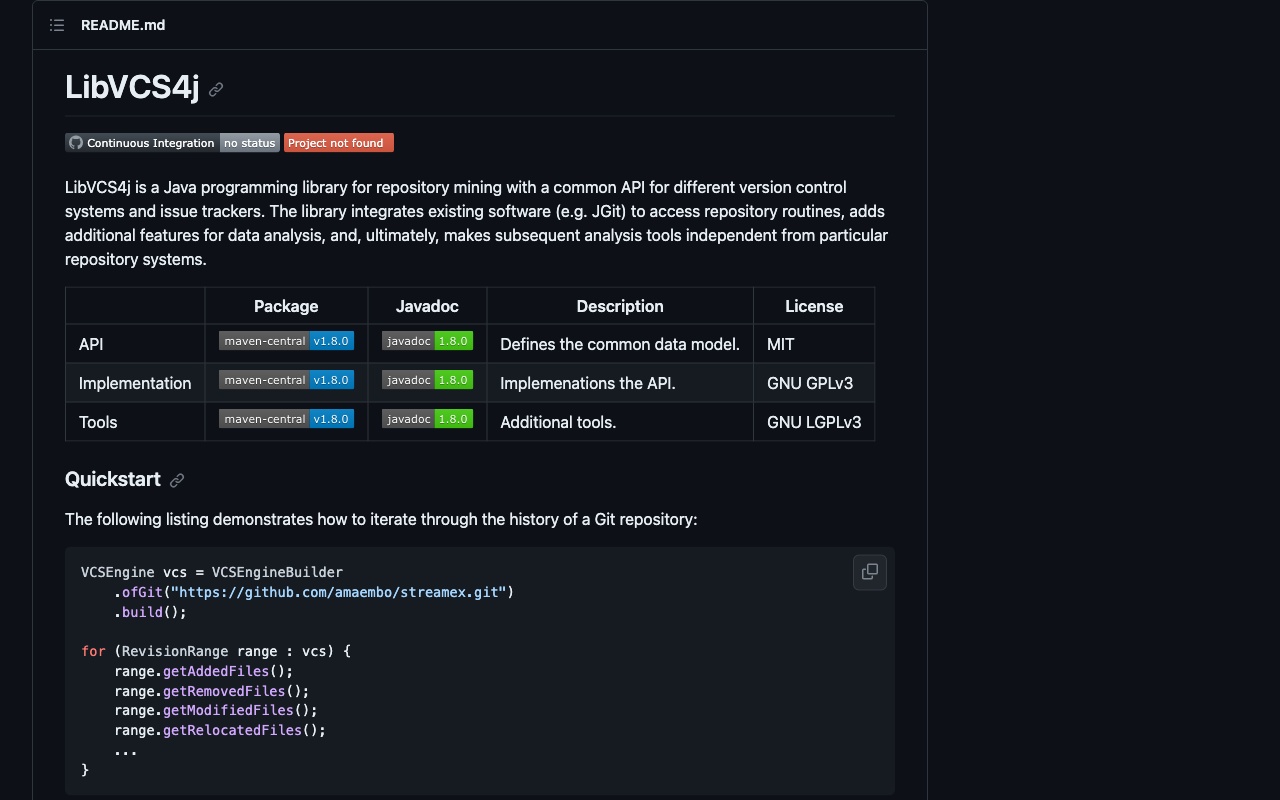 README.md
LibVCS4j
Continuous Integration no status Project not found
LibVCS4j is a Java programming library for repository mining with a common API for different version control
systems and issue trackers. The library integrates existing software (e.g. JGit) to access repository routines, adds
additional features for data analysis, and, ultimately, makes subsequent analysis tools independent from particular
repository systems.
Package Javadoc Description License
API maven-central v1.8.0 javadoc 1.8.0 Defines the common data model. MIT
Implementation maven-central v1.8.0 javadoc 1.8.0 Implemenations the API. GNU GPLv3
Tools maven-central v1.8.0 javadoc 1.8.0 Additional tools. GNU LGPLv3
Quickstart
The following listing demonstrates how to iterate through the history of a Git repository:
VCSEngine vcs = VCSEngineBuilder
    .ofGit("https://github.com/amaembo/streamex.git")
    .build();
for (RevisionRange range : vcs) {
    range.getAddedFiles();
    range.getRemovedFiles();
    range.getModifiedFiles();
    range.getRelocatedFiles();
    ...
}